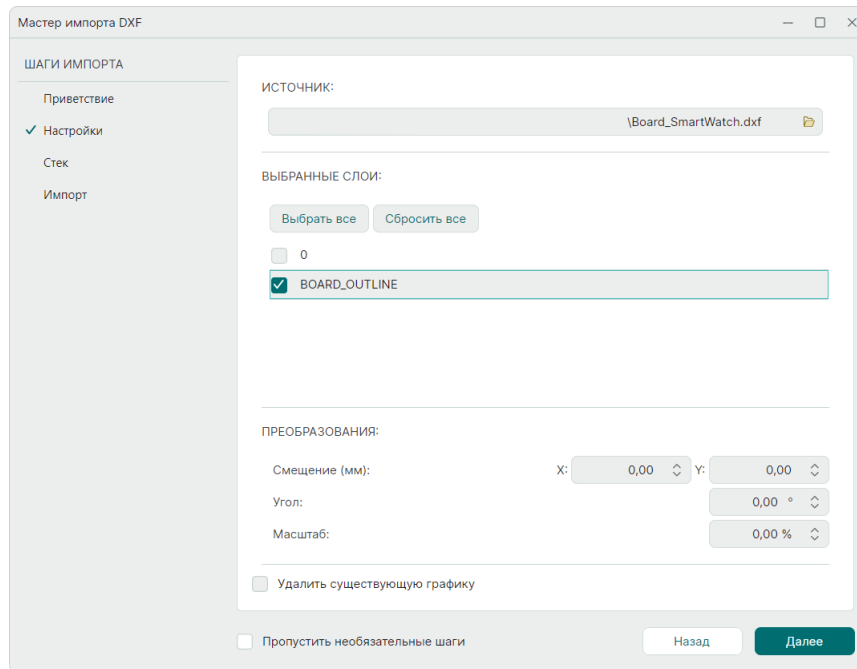 Мастер импорта DXF
ШАГИ ИМПОРТА
Приветствие
Настройки
Стек
Импорт
ИСТОЧНИК:
\Board_SmartWatch.dxf
ВЫБРАННЫЕ СЛОИ:
Выбрать все Сбросить все
0
BOARD_OUTLINE
ПРЕОБРАЗОВАНИЯ:
Смещение (мм): X: 0,00 Y: 0,00
Угол: 0,00 °
Масштаб: 0,00 %
Удалить существующую графику
Пропустить необязательные шаги Назад Далее